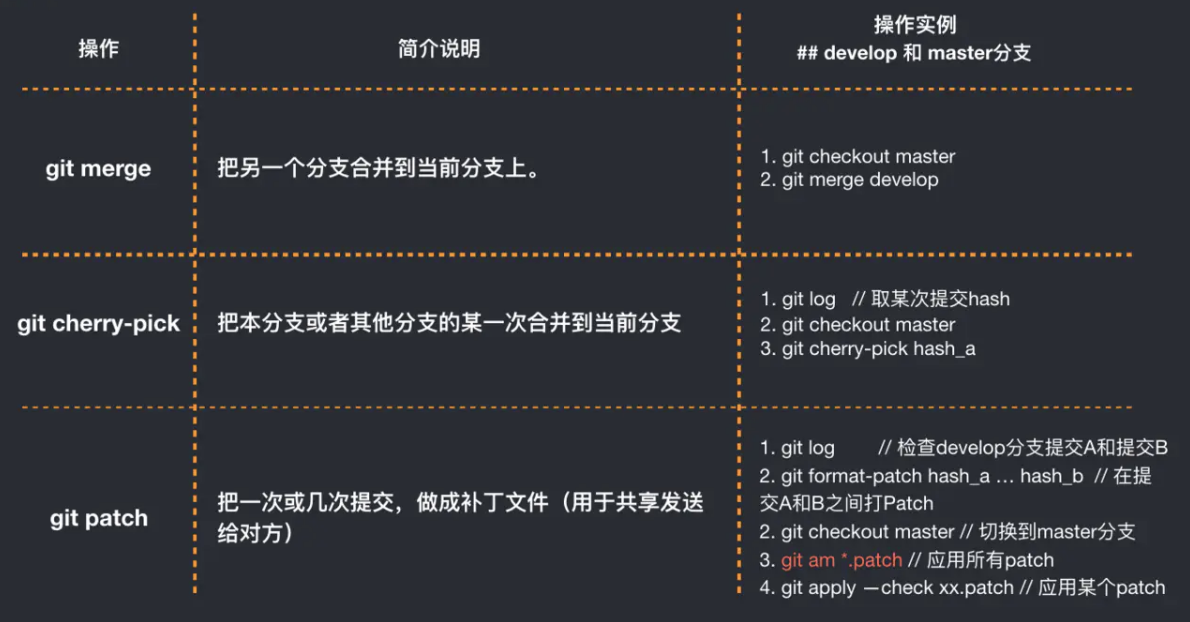 操作
简介说明
操作实例
## develop 和 master分支
git merge
把另一个分支合并到当前分支上。
1. git checkout master
2. git merge develop
git cherry-pick
把本分支或者其他分支的某一次合并到当前分支
1. git log // 取某次提交hash
2. git checkout master
3. git cherry-pick hash_a
git patch
把一次或几次提交，做成补丁文件（用于共享发送
给对方）
1. git log // 检查develop分支提交A和提交B
2. git format-patch hash_a … hash_b // 在提
交A和B之间打Patch
2. git checkout master // 切换到master分支
3. git am *.patch // 应用所有patch
4. git apply —check xx.patch // 应用某个patch